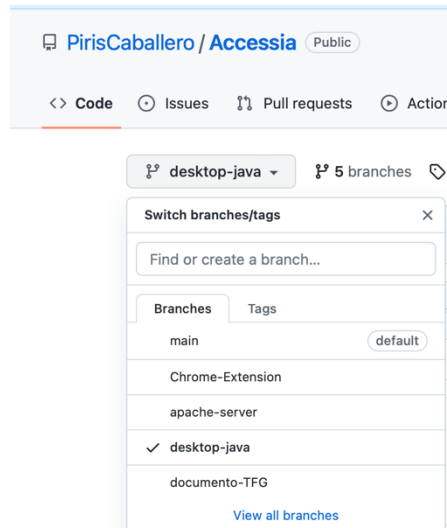 PirisCaballero / Accessia Public
Code Issues Pull requests
desktop-java 5 branches
Switch branches/tags
Find or create a branch...
Branches Tags
main default
Chrome-Extension
apache-server
desktop-java
documento-TFG
View all branches